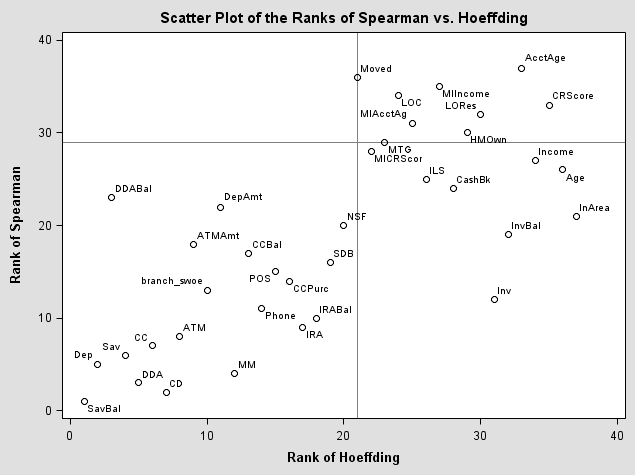 Scatter Plot of the Ranks of Spearman vs. Hoeffding
40
30
20
10
0
Rank of Spearman
AcctAge
Moved
MIIncome
LOC
CRScore
LORes
MIAcctAg
HMOwn
MTG
MICRScor
Income
Age
ILS
CashBk
DDABal
DepAmt
InArea
NSF
InvBal
ATMAmt
CCBal
SDB
POS
CCPurc
branch_swoe
Inv
Phone
IRABal
IRA
ATM
CC
Sav
Dep
MM
DDA
CD
SavBal
0 10 20 30 40
Rank of Hoeffding